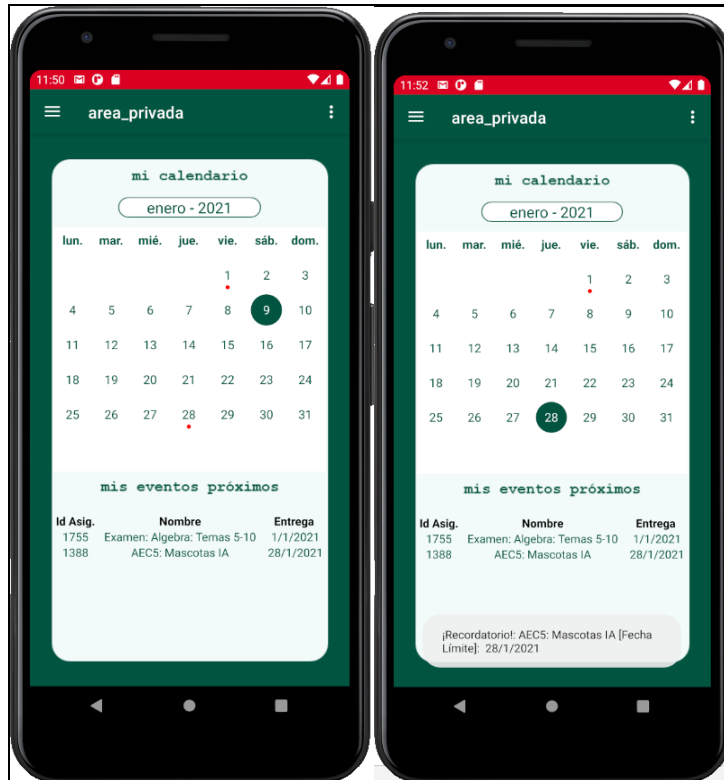 11:50
area_privada
mi calendario
enero - 2021
lun. mar. mié. jue. vie. sáb. dom.
1 2 3
4 5 6 7 8 9 10
11 12 13 14 15 16 17
18 19 20 21 22 23 24
25 26 27 28 29 30 31
mis eventos próximos
Id Asig. Nombre Entrega
1755 Examen: Algebra: Temas 5-10 1/1/2021
1388 AEC5: Mascotas IA 28/1/2021
11:52
area_privada
mi calendario
enero - 2021
lun. mar. mié. jue. vie. sáb. dom.
1 2 3
4 5 6 7 8 9 10
11 12 13 14 15 16 17
18 19 20 21 22 23 24
25 26 27 28 29 30 31
mis eventos próximos
Id Asig. Nombre Entrega
1755 Examen: Algebra: Temas 5-10 1/1/2021
1388 AEC5: Mascotas IA 28/1/2021
¡Recordatorio!: AEC5: Mascotas IA [Fecha
Límite]: 28/1/2021